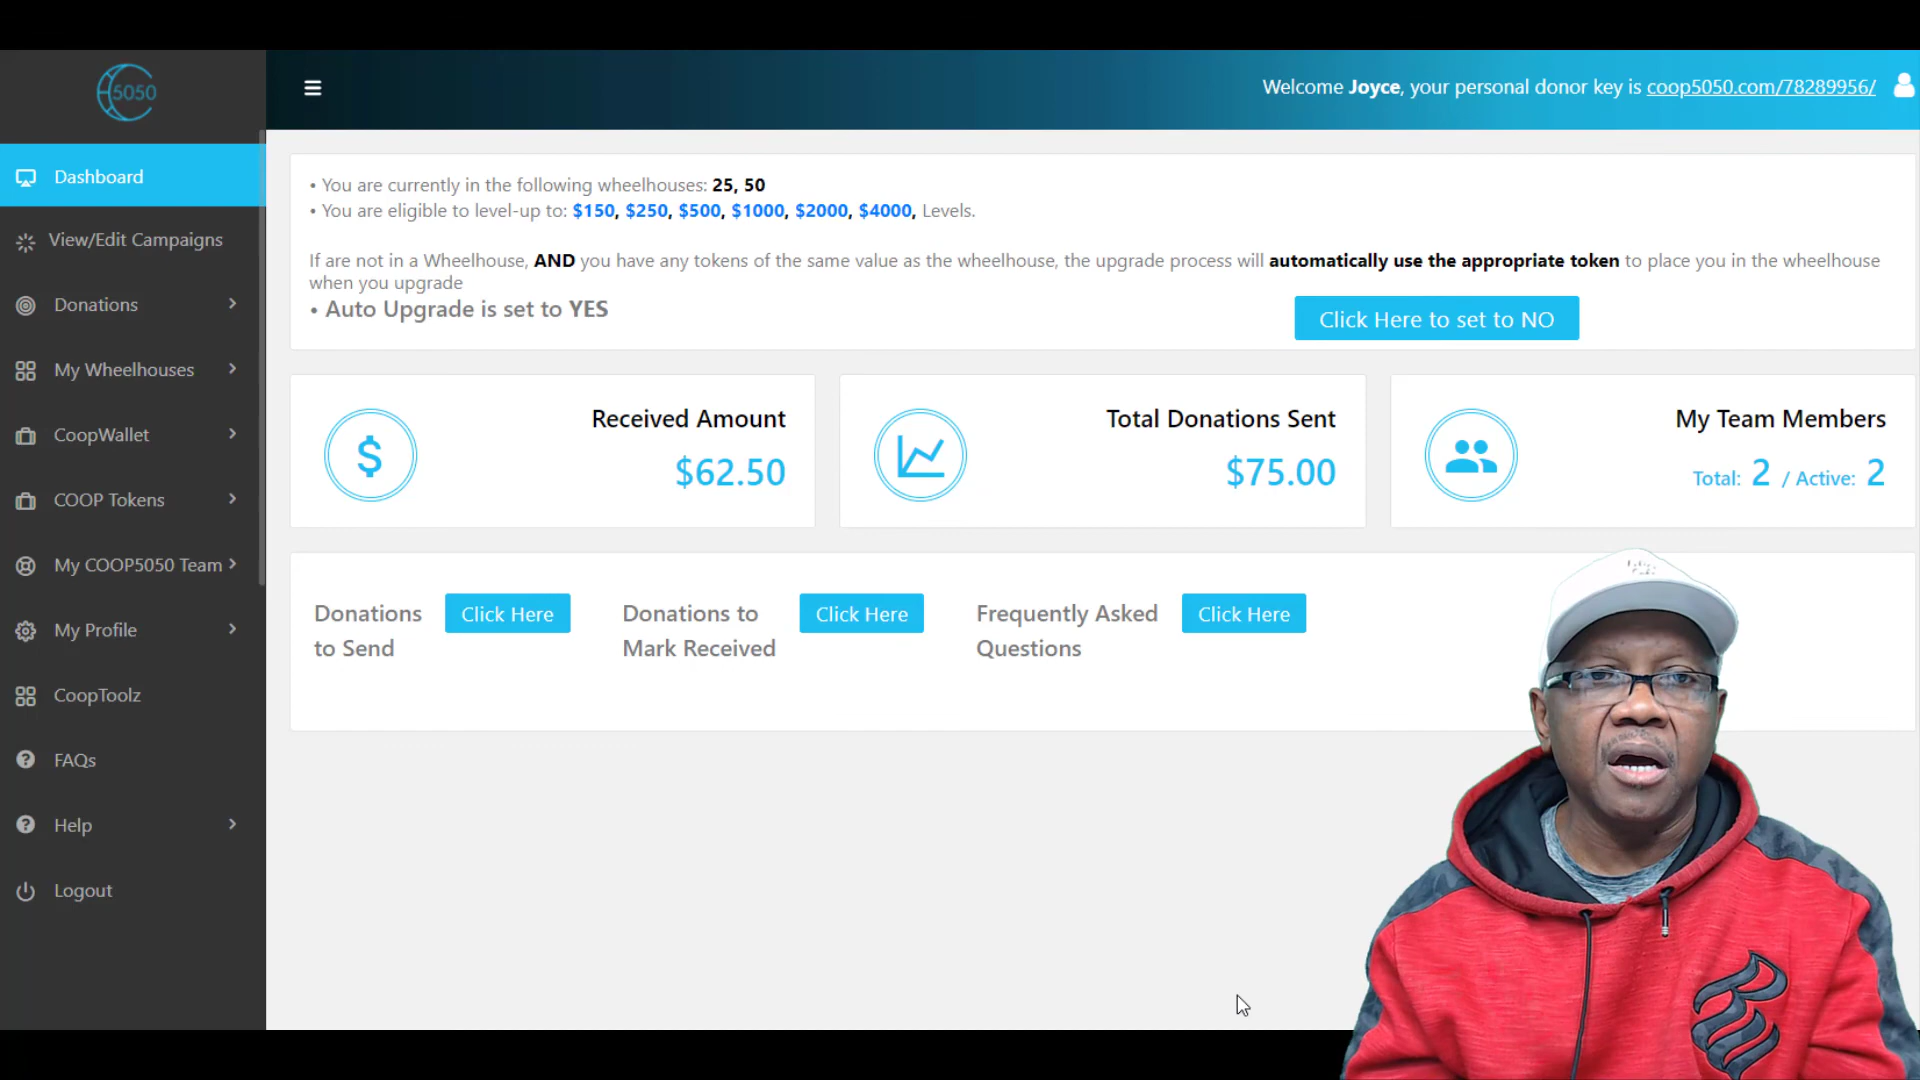 5050
Welcome Joyce, your personal donor key is coop5050.com/78289956/
Dashboard
View/Edit Campaigns
Donations
My Wheelhouses
CoopWallet
COOP Tokens
My COOP5050 Team
My Profile
CoopToolz
FAQs
Help
Logout
• You are currently in the following wheelhouses: 25, 50
• You are eligible to level-up to: $150, $250, $500, $1000, $2000, $4000, Levels.
If are not in a Wheelhouse, AND you have any tokens of the same value as the wheelhouse, the upgrade process will automatically use the appropriate token to place you in the wheelhouse
when you upgrade
• Auto Upgrade is set to YES
Click Here to set to NO
Received Amount
$62.50
Total Donations Sent
$75.00
My Team Members
Total: 2 / Active: 2
Donations
to Send
Click Here
Donations to
Mark Received
Click Here
Frequently Asked
Questions
Click Here